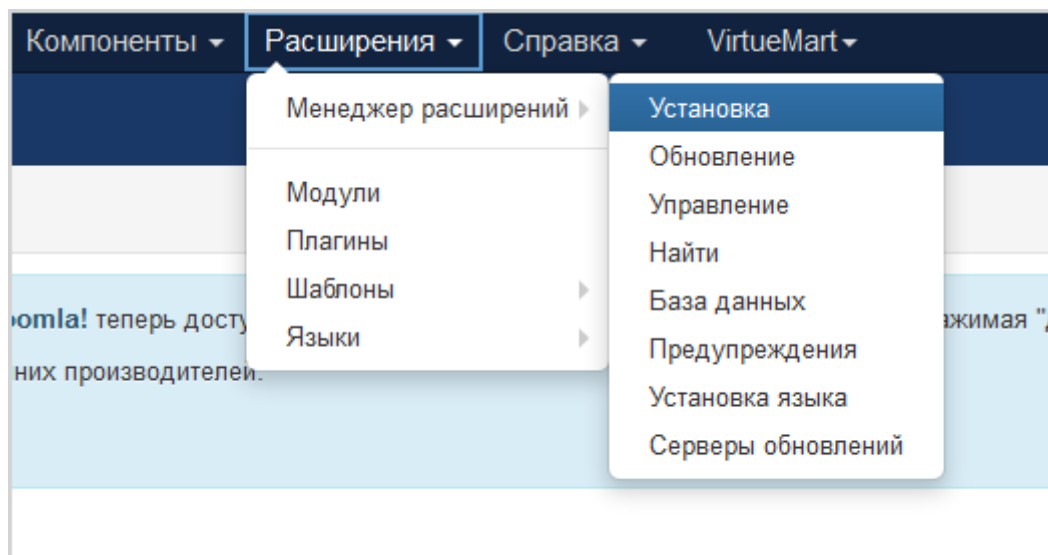 Компоненты Расширения Справка VirtueMart
Менеджер расширений
Модули
Плагины
Шаблоны
Языки
Установка
Обновление
Управление
Найти
База данных
Предупреждения
Установка языка
Серверы обновлений
omla! теперь досту
ажимая "
них производителей.